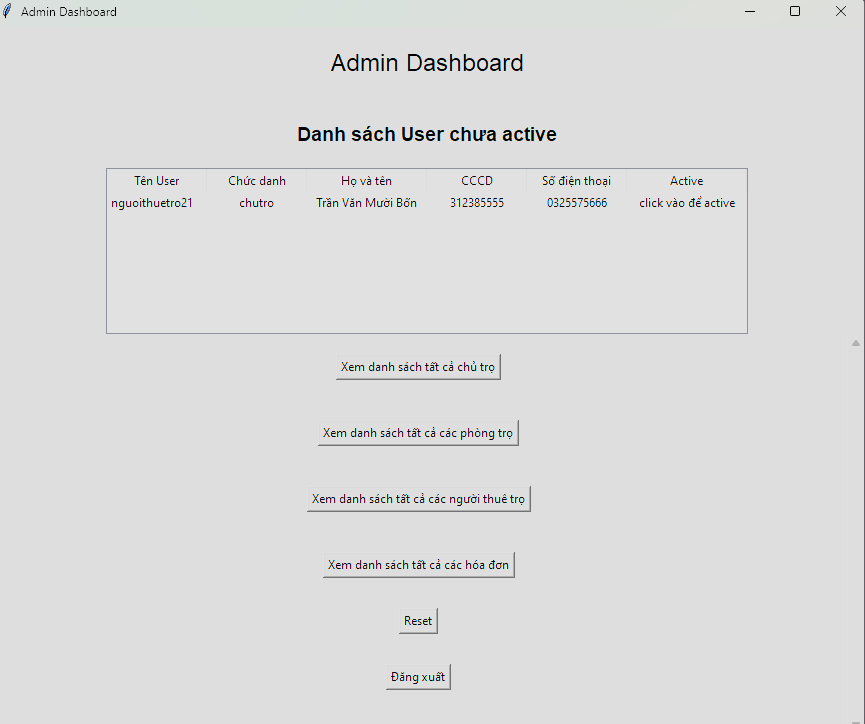 Admin Dashboard
Admin Dashboard
Danh sách User chưa active
Tên User Chức danh Họ và tên CCCD Số điện thoại Active
nguoithuetro21 chutro Trần Văn Mười Bốn 312385555 0325575666 click vào để active
Xem danh sách tất cả chủ trọ
Xem danh sách tất cả các phòng trọ
Xem danh sách tất cả các người thuê trọ
Xem danh sách tất cả các hóa đơn
Reset
Đăng xuất